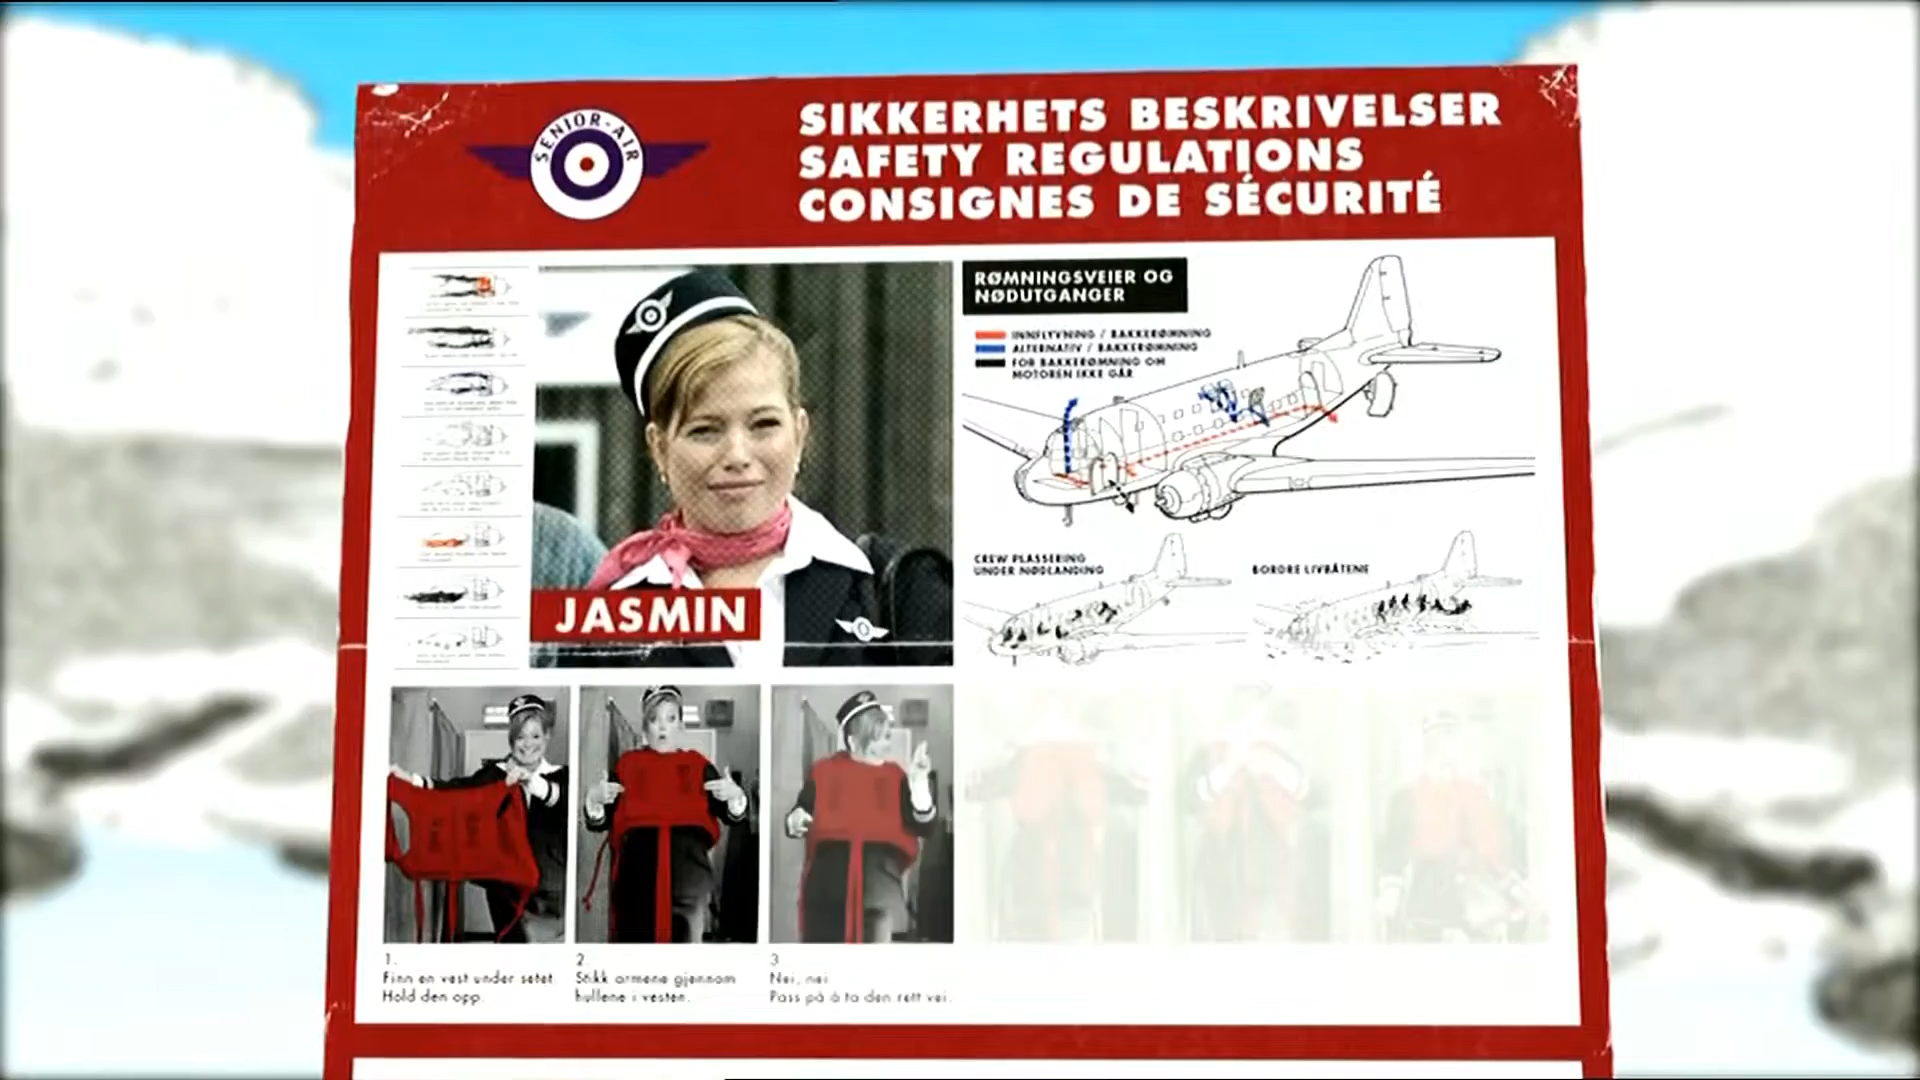 SENIOR-AIR
SIKKERHETS BESKRIVELSER
SAFETY REGULATIONS
CONSIGNES DE SÉCURITÉ
RØMNINGSVEIER OG
NØDUTGANGER
INNFLYVNING / BAKKERØMNING
ALTERNATIV / BAKKERØMNING
FOR BAKKERØMNING OM
MOTOREN IKKE GÅR
JASMIN
CREW PLASSERING
UNDER NØDLANDING
BORDRE LIVBÅTENE
1.
Finn en vest under setet.
Hold den opp.
2.
Stikk armene gjennom
hullene i vesten.
3.
Nei, nei
Pass på å ta den rett vei.